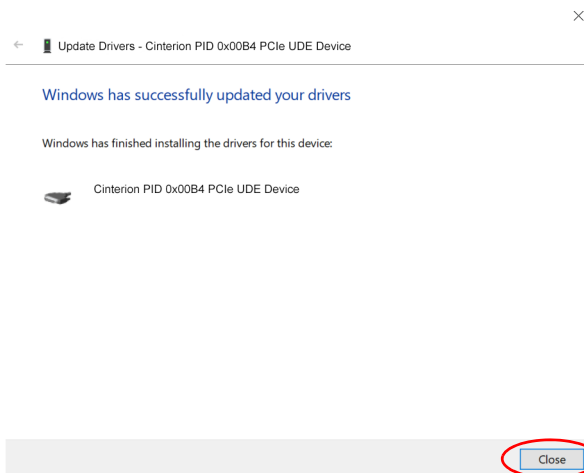 Update Drivers - Cinterion PID 0x00B4 PCIe UDE Device
Windows has successfully updated your drivers
Windows has finished installing the drivers for this device:
Cinterion PID 0x00B4 PCIe UDE Device
Close